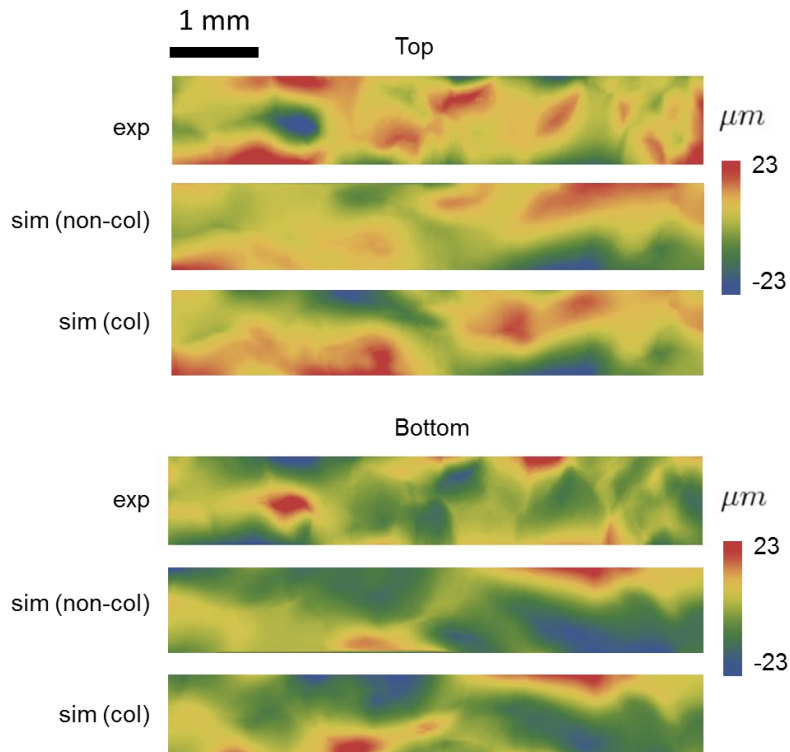 1 mm
Top
exp
μm
23
sim (non-col)
-23
sim (col)
Bottom
exp
μm
23
sim (non-col)
-23
sim (col)